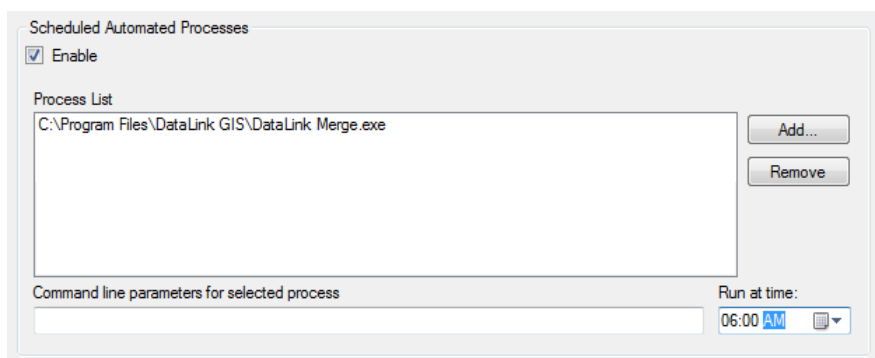 Scheduled Automated Processes
Enable
Process List
C:\Program Files\DataLink GIS\DataLink Merge.exe
Add...
Remove
Command line parameters for selected process
Run at time:
06:00 AM